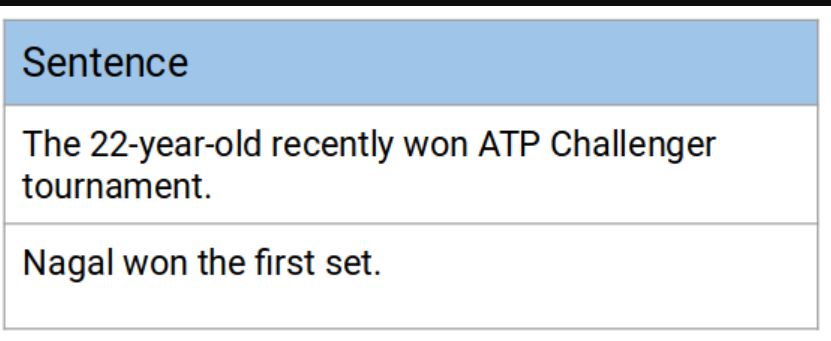 Sentence
The 22-year-old recently won ATP Challenger
tournament.
Nagal won the first set.